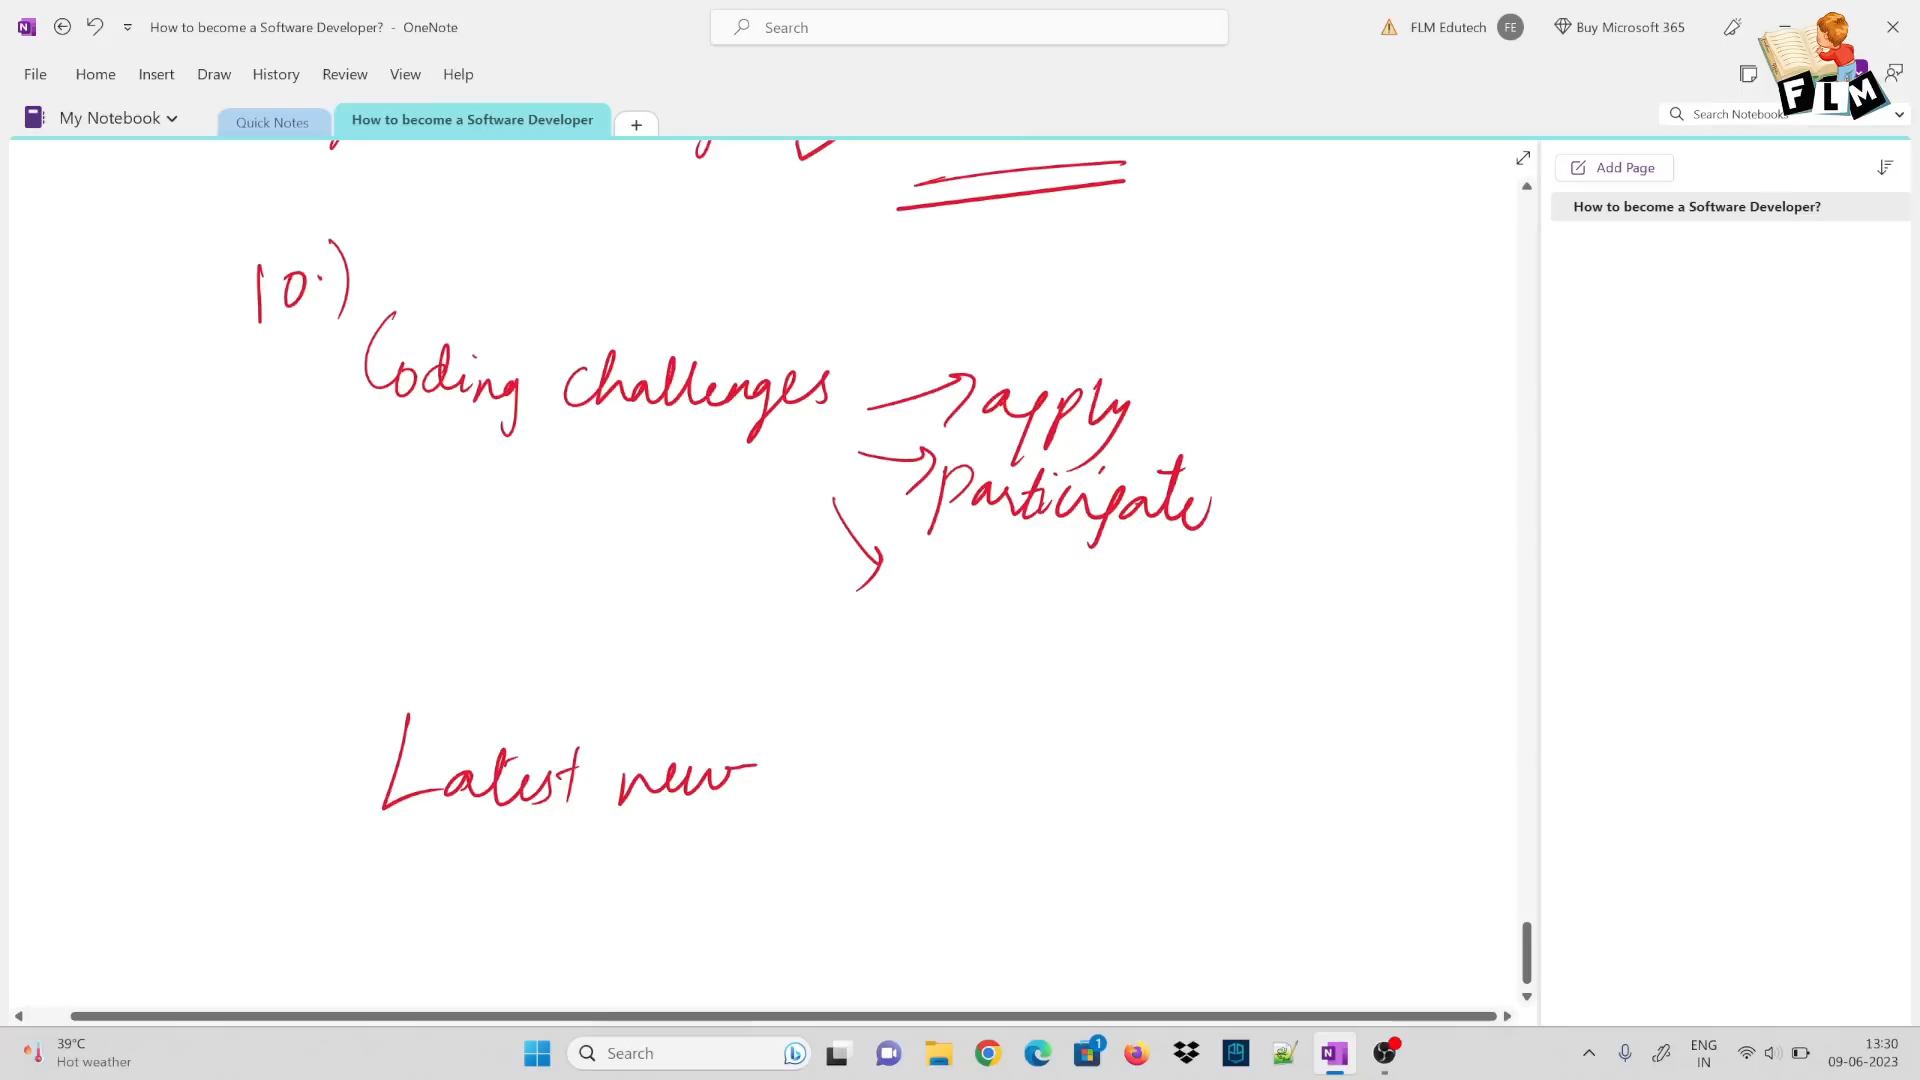 How to become a Software Developer? - OneNote
Search
FLM Edutech FE
Buy Microsoft 365
File Home Insert Draw History Review View Help
FLM
My Notebook
Quick Notes
How to become a Software Developer
+
Search Notebooks
Add Page
How to become a Software Developer?
10.)
Coding challenges
apply
participate
Latest new
39°C
Hot weather
Search
1
ENG
IN
13:30
09-06-2023